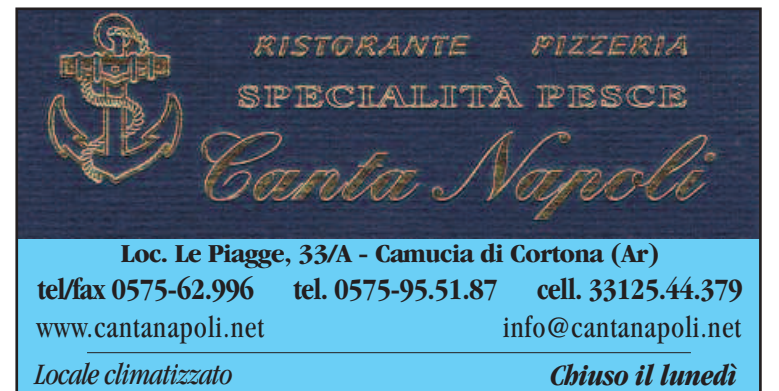 RISTORANTE PIZZERIA
SPECIALITÀ PESCE
Canta Napoli
Loc. Le Piagge, 33/A - Camucia di Cortona (Ar)
tel/fax 0575-62.996 tel. 0575-95.51.87 cell. 33125.44.379
www.cantanapoli.net info@cantanapoli.net
Locale climatizzato Chiuso il lunedì